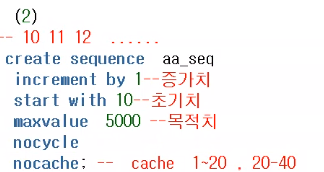 (2)
-- 10 11 12 ......
create sequence aa_seq
increment by 1--증가치
start with 10--초기치
maxvalue 5000 --목적치
nocycle
nocache; -- cache 1~20 , 20-40